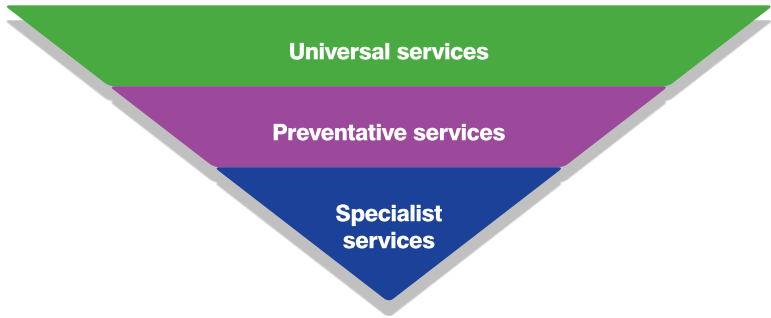 Universal services
Preventative services
Specialist
services